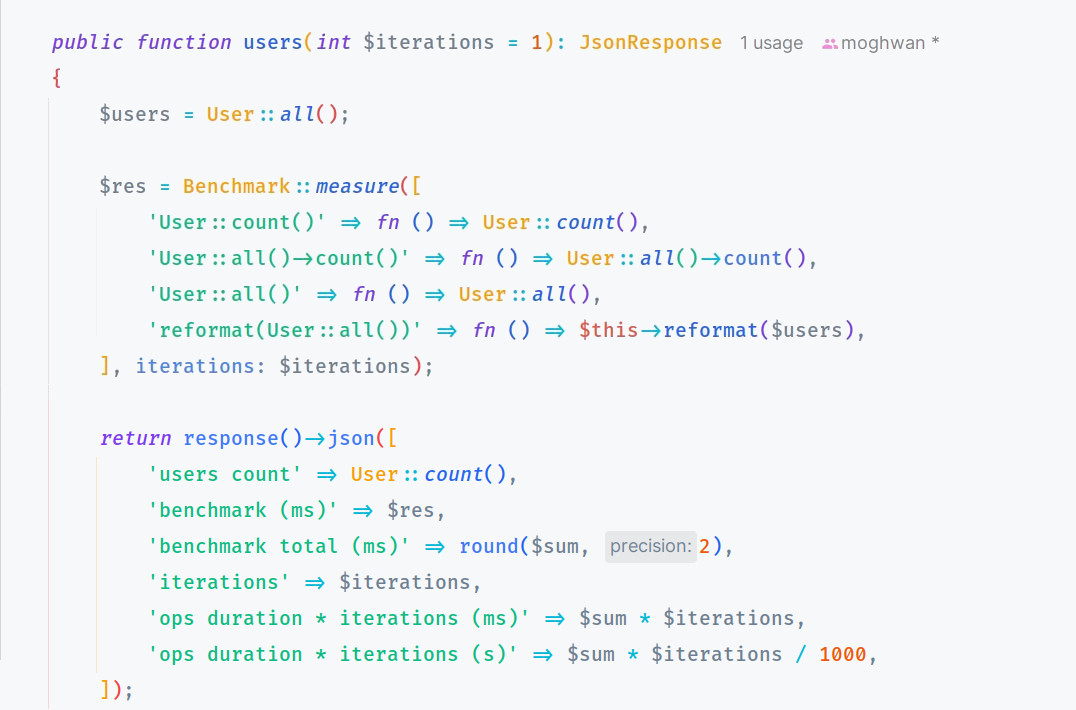 public function users(int $iterations = 1): JsonResponse 1 usage moghwan *
{
$users = User::all();
$res = Benchmark::measure([
'User::count()' => fn () => User::count(),
'User::all()->count()' => fn () => User::all()->count(),
'User::all()' => fn () => User::all(),
'reformat(User::all())' => fn () => $this->reformat($users),
], iterations: $iterations);
return response()->json([
'users count' => User::count(),
'benchmark (ms)' => $res,
'benchmark total (ms)' => round($sum, precision: 2),
'iterations' => $iterations,
'ops duration * iterations (ms)' => $sum * $iterations,
'ops duration * iterations (s)' => $sum * $iterations / 1000,
]);